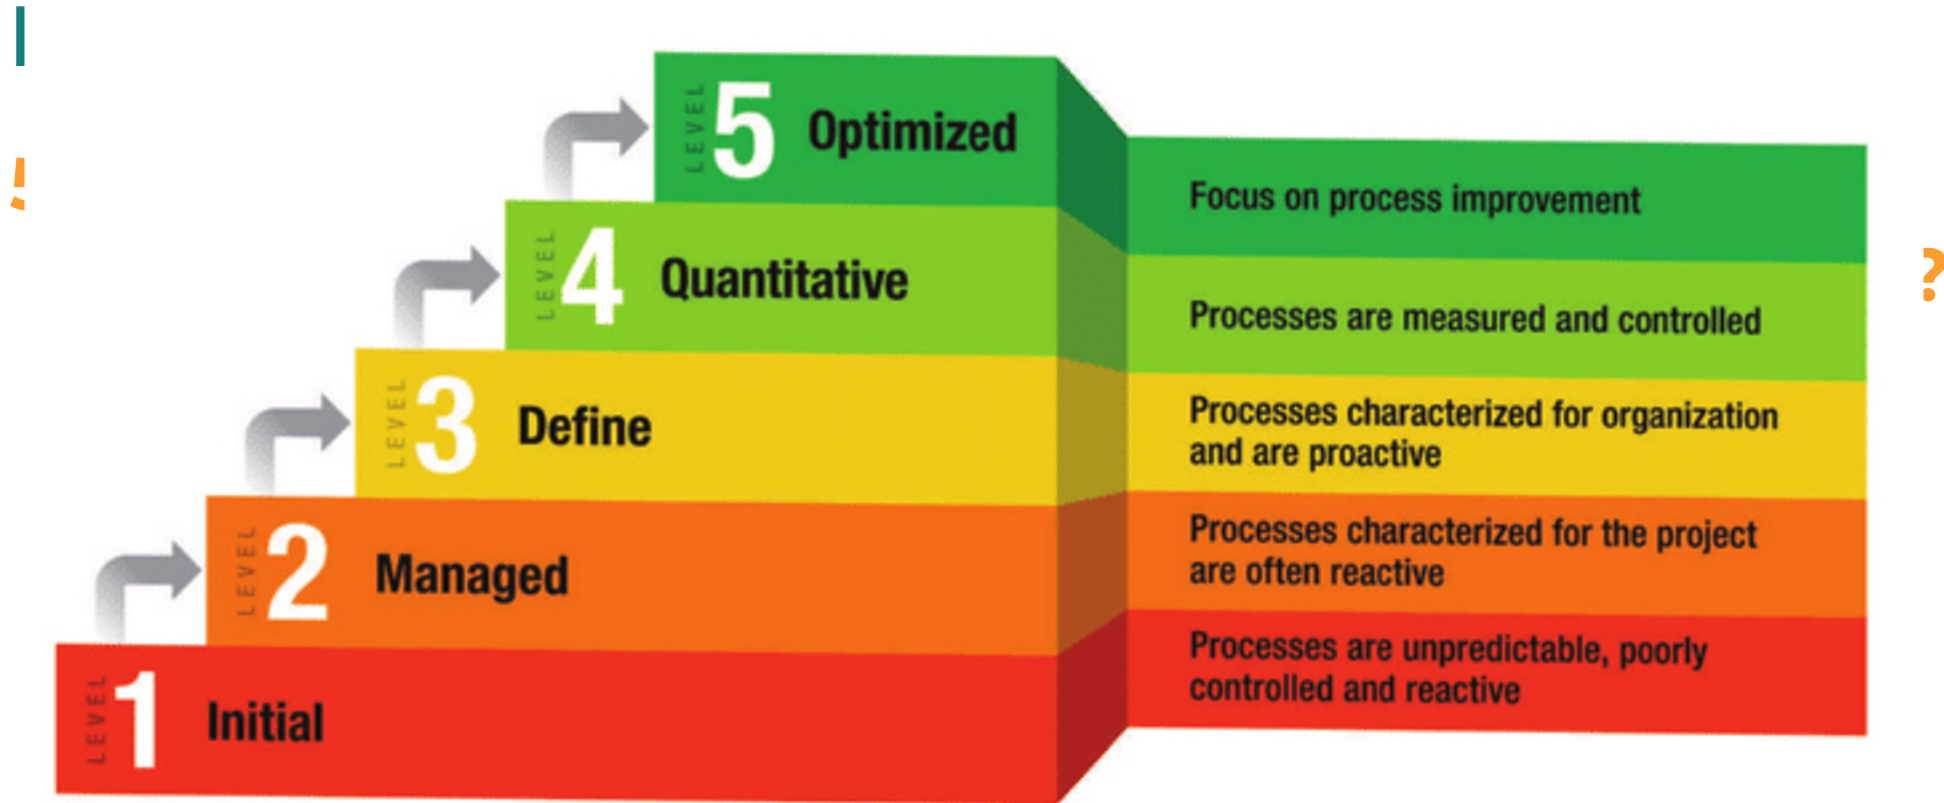 LEVEL 5 Optimized
Focus on process improvement
LEVEL 4 Quantitative
Processes are measured and controlled
LEVEL 3 Define
Processes characterized for organization
and are proactive
LEVEL 2 Managed
Processes characterized for the project
are often reactive
LEVEL 1 Initial
Processes are unpredictable, poorly
controlled and reactive
?